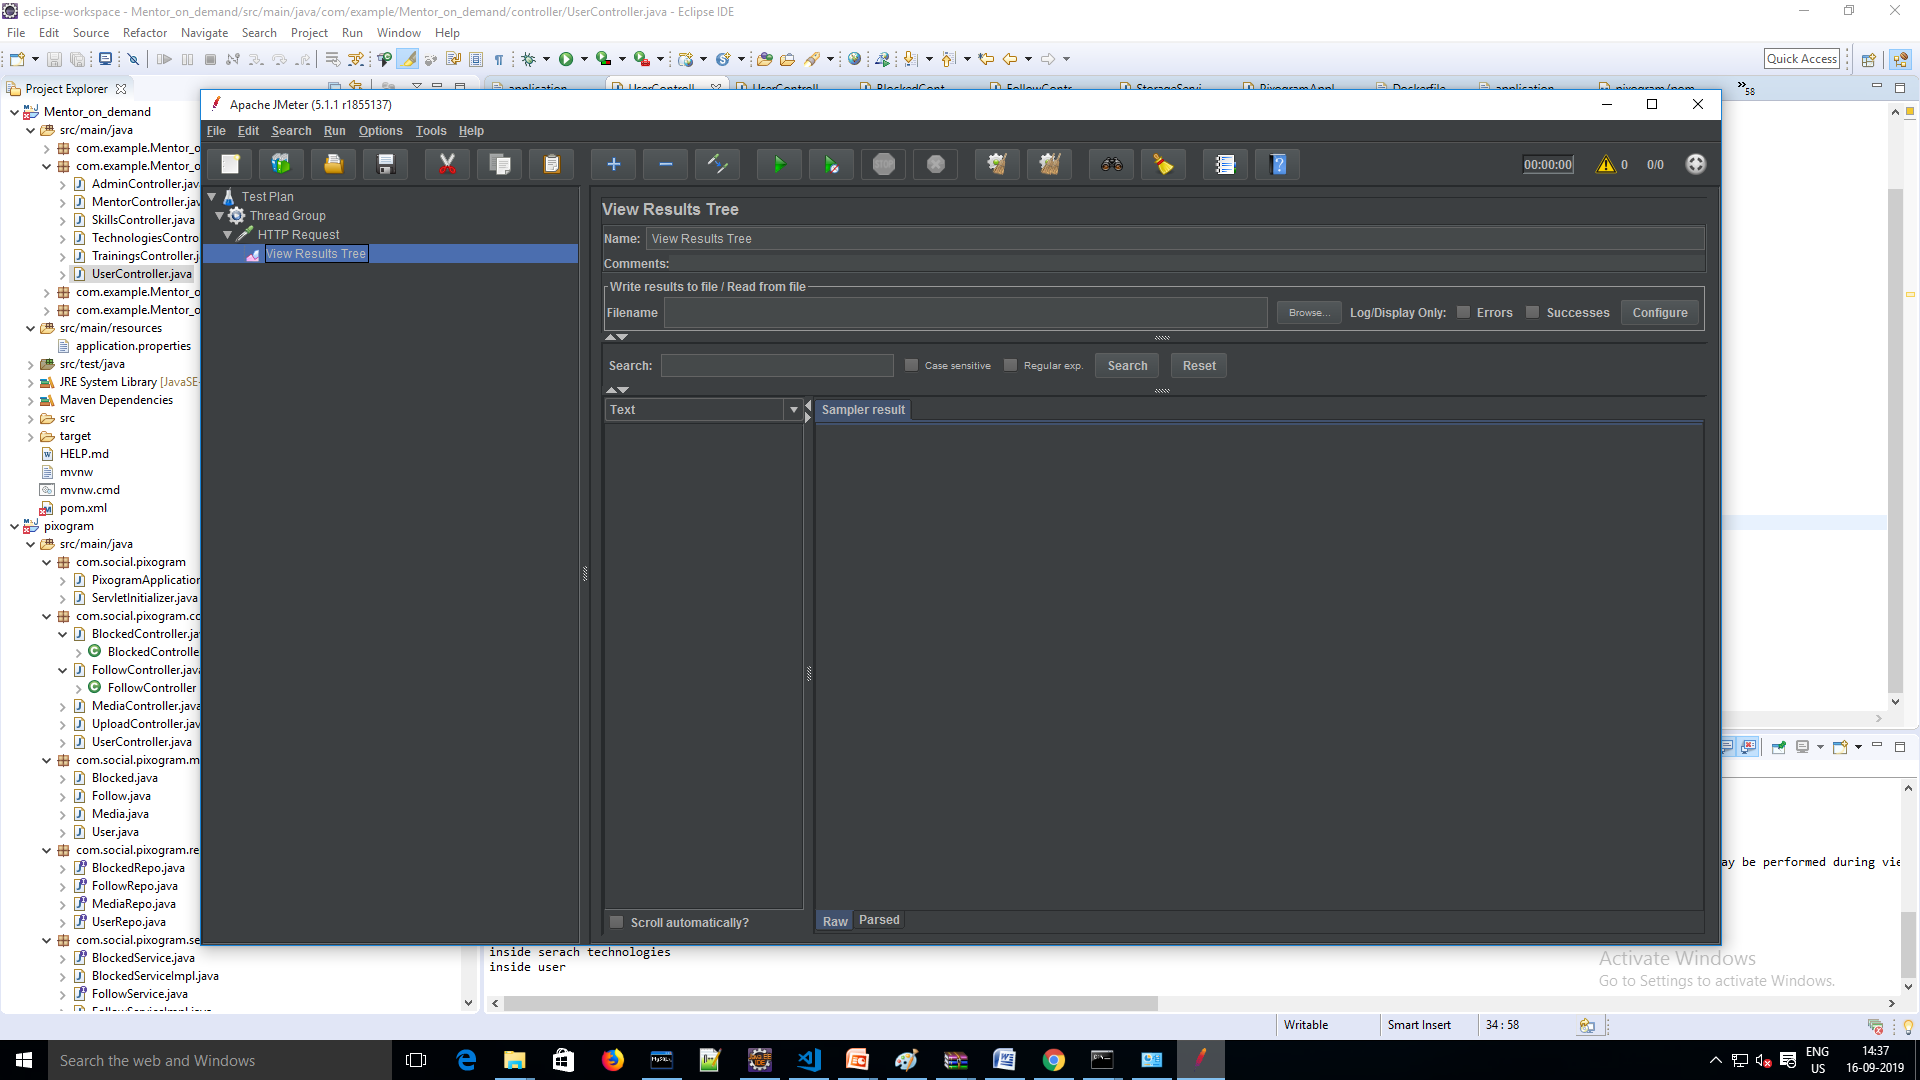 eclipse-workspace - Mentor_on_demand/src/main/java/com/example/Mentor_on_demand/controller/UserController.java - Eclipse IDE
File Edit Source Refactor Navigate Search Project Run Window Help
Quick Access
Project Explorer
58
Mentor_on_demand
src/main/java
com.example.Mentor_o
com.example.Mentor_o
AdminController.jav
MentorController.jav
SkillsController.java
TechnologiesContro
TrainingsController.j
UserController.java
com.example.Mentor_o
com.example.Mentor_o
src/main/resources
application.properties
src/test/java
JRE System Library [JavaSE-
Maven Dependencies
src
target
HELP.md
mvnw
mvnw.cmd
pom.xml
pixogram
src/main/java
com.social.pixogram
PixogramApplication
ServletInitializer.java
com.social.pixogram.co
BlockedController.ja
BlockedControlle
FollowController.java
FollowController
MediaController.java
UploadController.jav
UserController.java
com.social.pixogram.m
Blocked.java
Follow.java
Media.java
User.java
com.social.pixogram.re
BlockedRepo.java
FollowRepo.java
MediaRepo.java
UserRepo.java
com.social.pixogram.se
BlockedService.java
BlockedServiceImpl.java
FollowService.java
Apache JMeter (5.1.1 r1855137)
File Edit Search Run Options Tools Help
00:00:00 0 0/0
Test Plan
Thread Group
HTTP Request
View Results Tree
View Results Tree
Name: View Results Tree
Comments:
Write results to file / Read from file
Filename Browse... Log/Display Only: Errors Successes Configure
Search: Case sensitive Regular exp. Search Reset
Text
Sampler result
Scroll automatically?
Raw Parsed
ay be performed during vie
inside serach technologies
inside user
Activate Windows
Go to Settings to activate Windows.
Writable Smart Insert 34 : 58
Search the web and Windows
ENG
US
14:37
16-09-2019